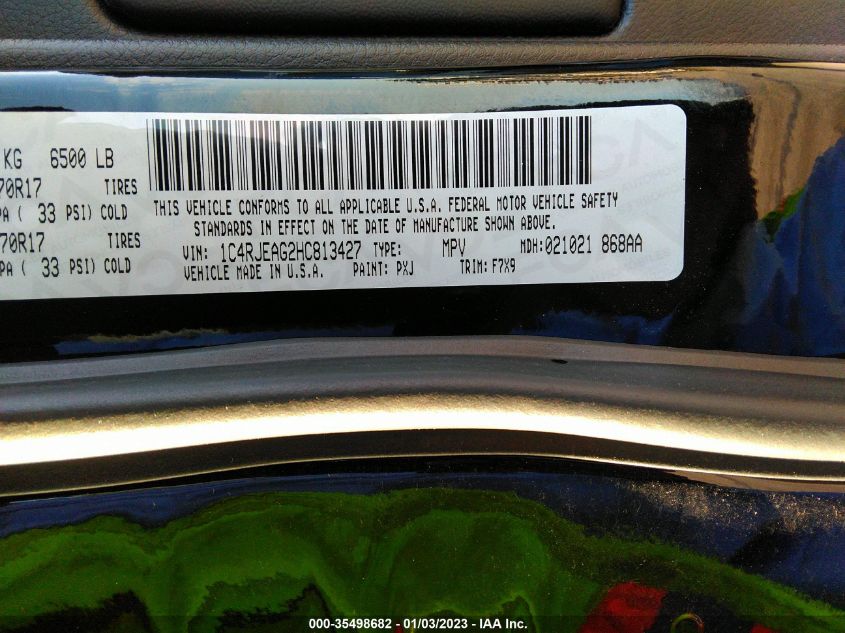 KG 6500 LB
70R17 TIRES
PA ( 33 PSI) COLD
70R17 TIRES
PA ( 33 PSI) COLD
THIS VEHICLE CONFORMS TO ALL APPLICABLE U.S.A. FEDERAL MOTOR VEHICLE SAFETY
STANDARDS IN EFFECT ON THE DATE OF MANUFACTURE SHOWN ABOVE.
VIN: 1C4RJEAG2HC813427 TYPE: MPV MDH: 021021 868AA
VEHICLE MADE IN U.S.A. PAINT: PXJ TRIM: F7X9
000-35498682 - 01/03/2023 - IAA Inc.